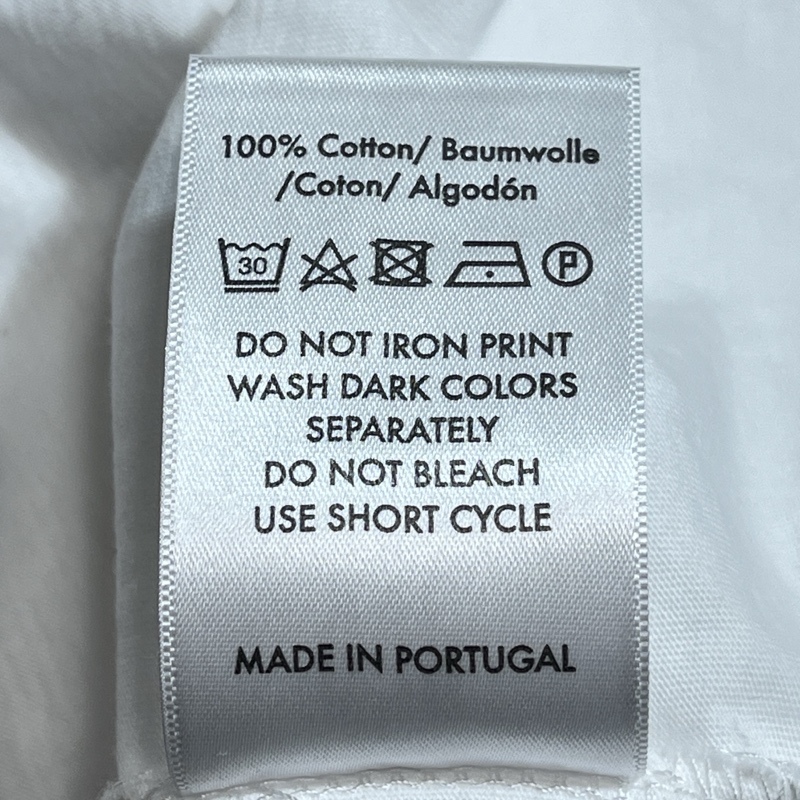 100% Cotton/ Baumwolle
/Coton/ Algodón
30 P
DO NOT IRON PRINT
WASH DARK COLORS
SEPARATELY
DO NOT BLEACH
USE SHORT CYCLE
MADE IN PORTUGAL